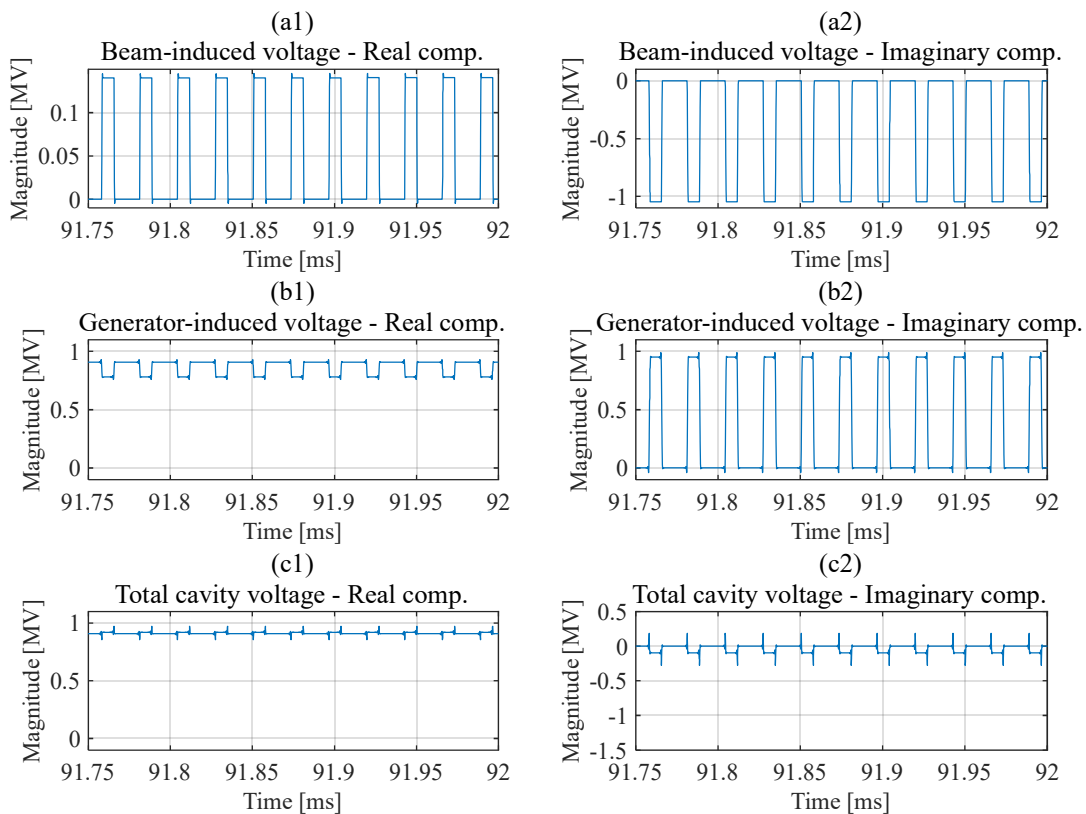 (a1)
Beam-induced voltage - Real comp.
Magnitude [MV]
0.1
0.05
0
91.75 91.8 91.85 91.9 91.95 92
Time [ms]
(a2)
Beam-induced voltage - Imaginary comp.
Magnitude [MV]
0
-0.5
-1
91.75 91.8 91.85 91.9 91.95 92
Time [ms]
(b1)
Generator-induced voltage - Real comp.
Magnitude [MV]
1
0.5
0
91.75 91.8 91.85 91.9 91.95 92
Time [ms]
(b2)
Generator-induced voltage - Imaginary comp.
Magnitude [MV]
1
0.5
0
91.75 91.8 91.85 91.9 91.95 92
Time [ms]
(c1)
Total cavity voltage - Real comp.
Magnitude [MV]
1
0.5
0
91.75 91.8 91.85 91.9 91.95 92
Time [ms]
(c2)
Total cavity voltage - Imaginary comp.
Magnitude [MV]
0.5
0
-0.5
-1
-1.5
91.75 91.8 91.85 91.9 91.95 92
Time [ms]